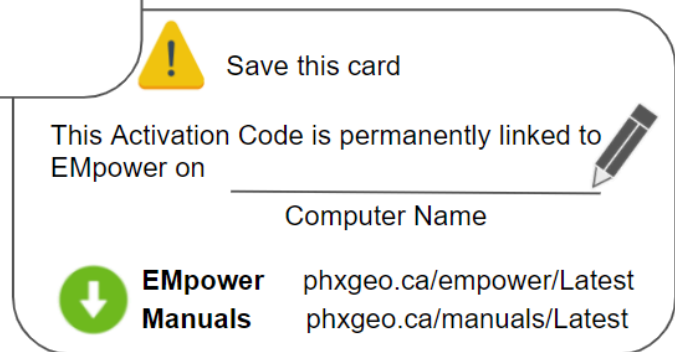 Save this card
This Activation Code is permanently linked to
EMpower on
Computer Name
EMpower phxgeo.ca/empower/Latest
Manuals phxgeo.ca/manuals/Latest